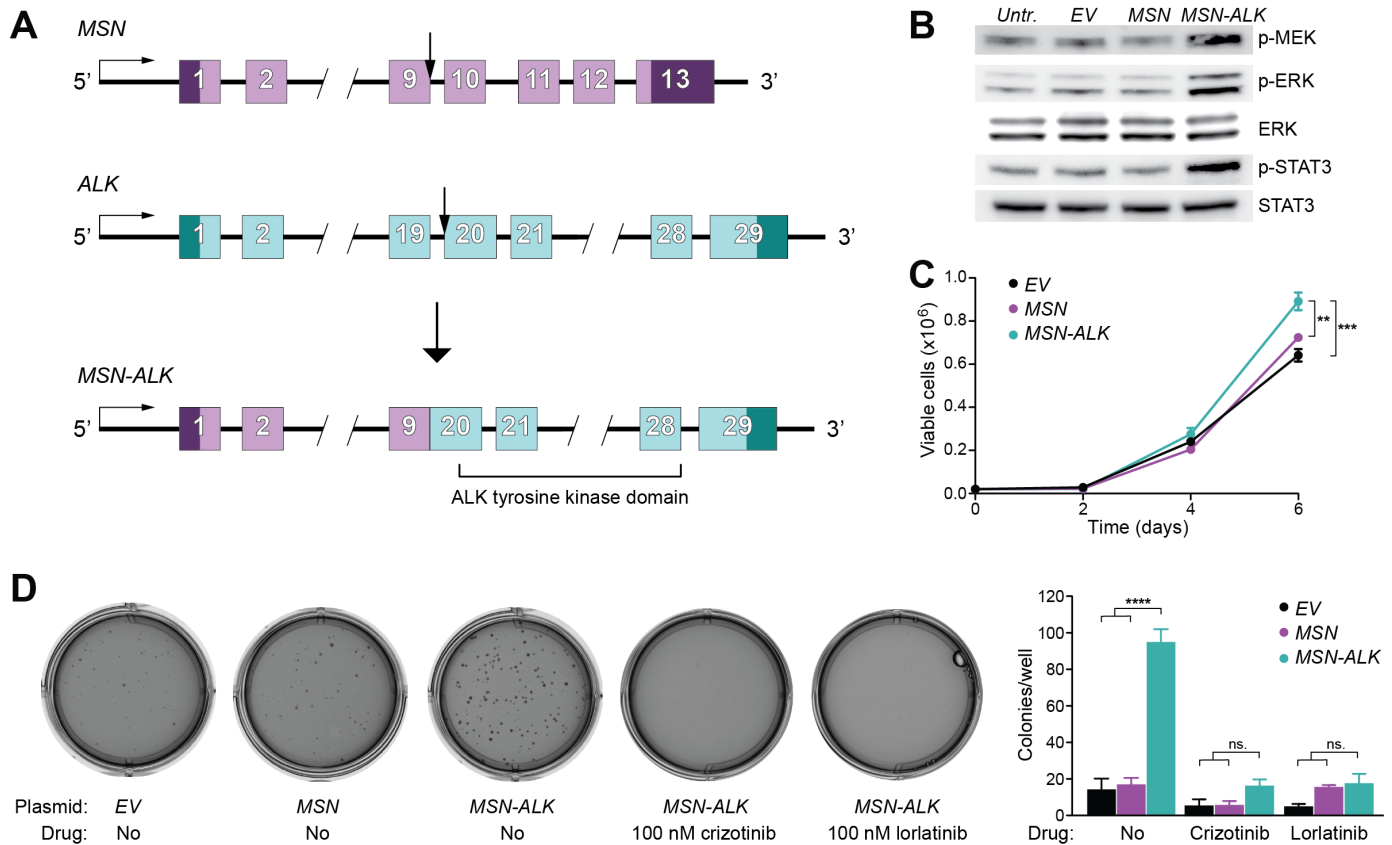 A
MSN
5’
1
2
9
10
11
12
13
3’
ALK
5’
1
2
19
20
21
28
29
3’
MSN-ALK
5’
1
2
9
20
21
28
29
3’
ALK tyrosine kinase domain
B
Untr. EV MSN MSN-ALK
p-MEK
p-ERK
ERK
p-STAT3
STAT3
C
Viable cells (x10⁶)
1.0
0.8
0.6
0.4
0.2
0.0
0 2 4 6
Time (days)
EV
MSN
MSN-ALK
**
***
D
Plasmid: EV MSN MSN-ALK MSN-ALK MSN-ALK
Drug: No No No 100 nM crizotinib 100 nM lorlatinib
Colonies/well
120
100
80
60
40
20
0
****
ns.
ns.
EV
MSN
MSN-ALK
Drug: No Crizotinib Lorlatinib